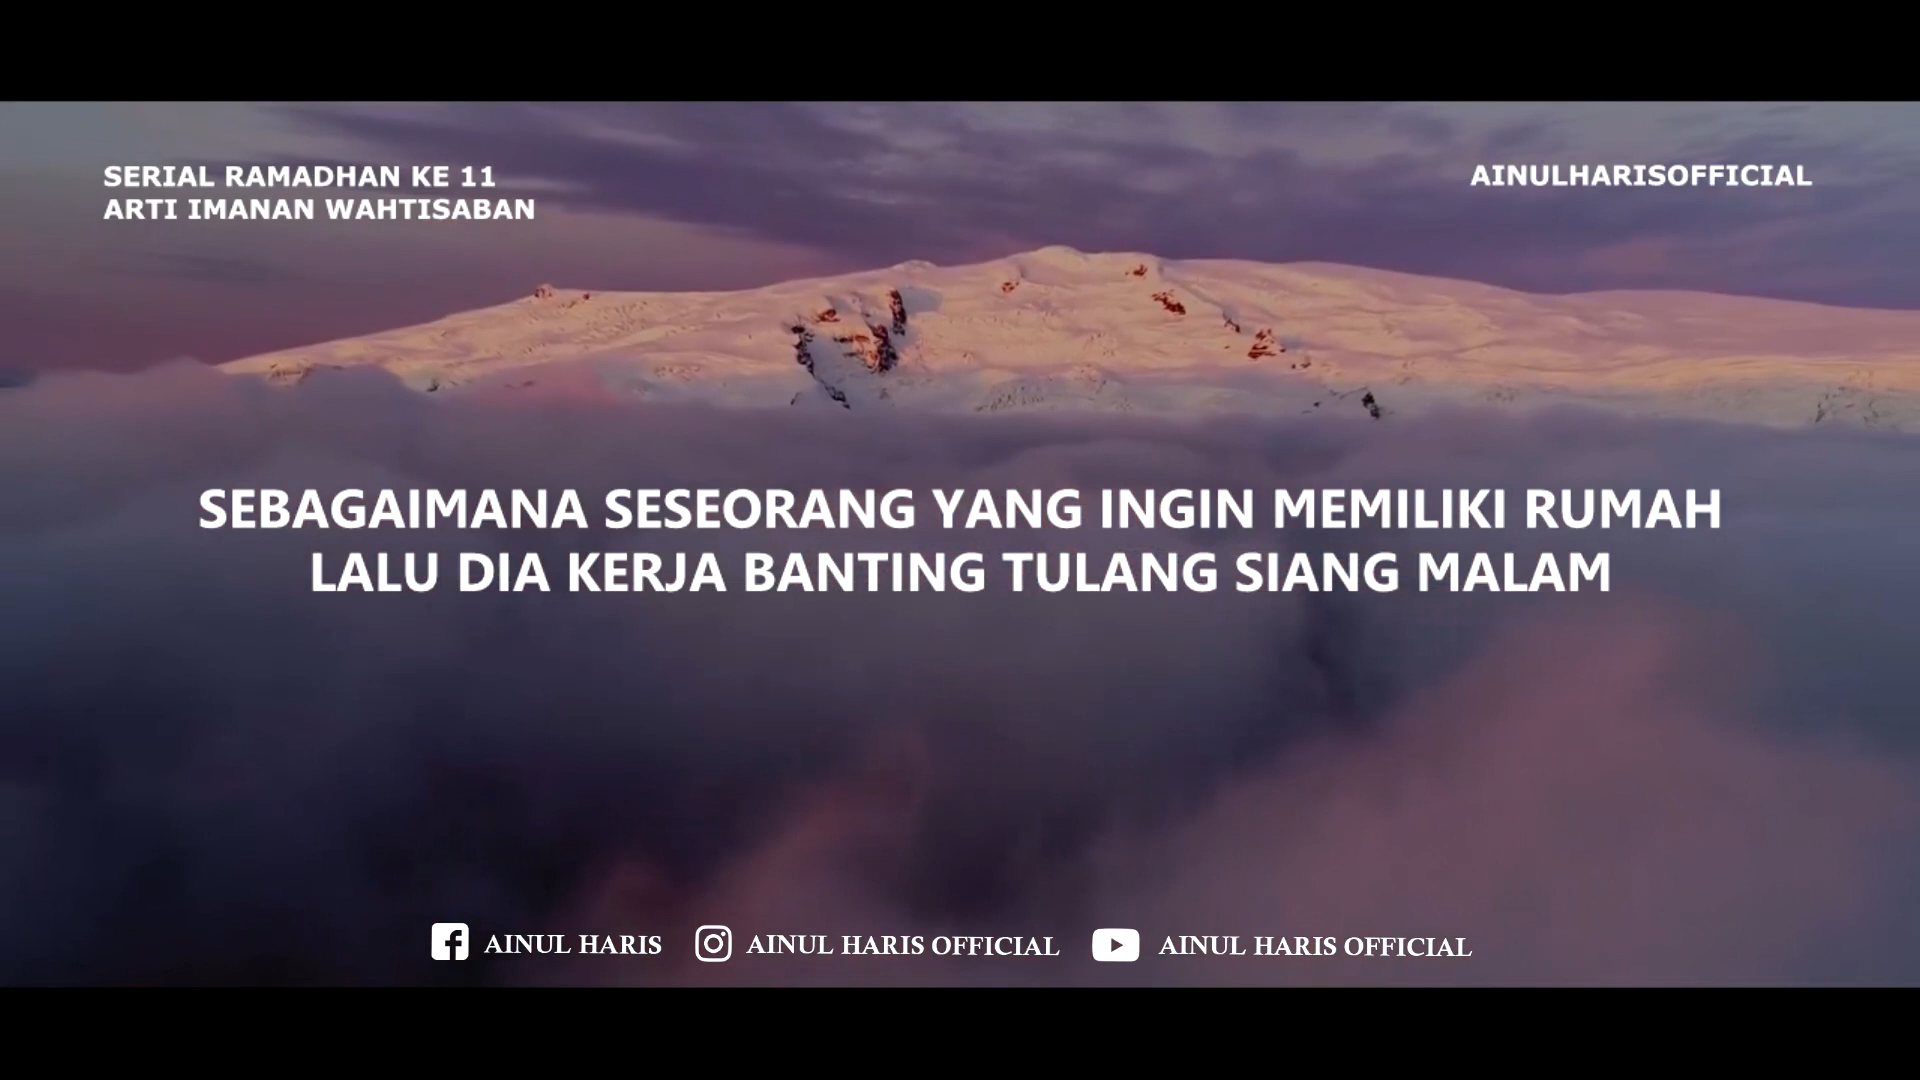 SERIAL RAMADHAN KE 11
ARTI IMANAN WAHTISABAN
AINULHARISOFFICIAL
SEBAGAIMANA SESEORANG YANG INGIN MEMILIKI RUMAH
LALU DIA KERJA BANTING TULANG SIANG MALAM
AINUL HARIS
AINUL HARIS OFFICIAL
AINUL HARIS OFFICIAL